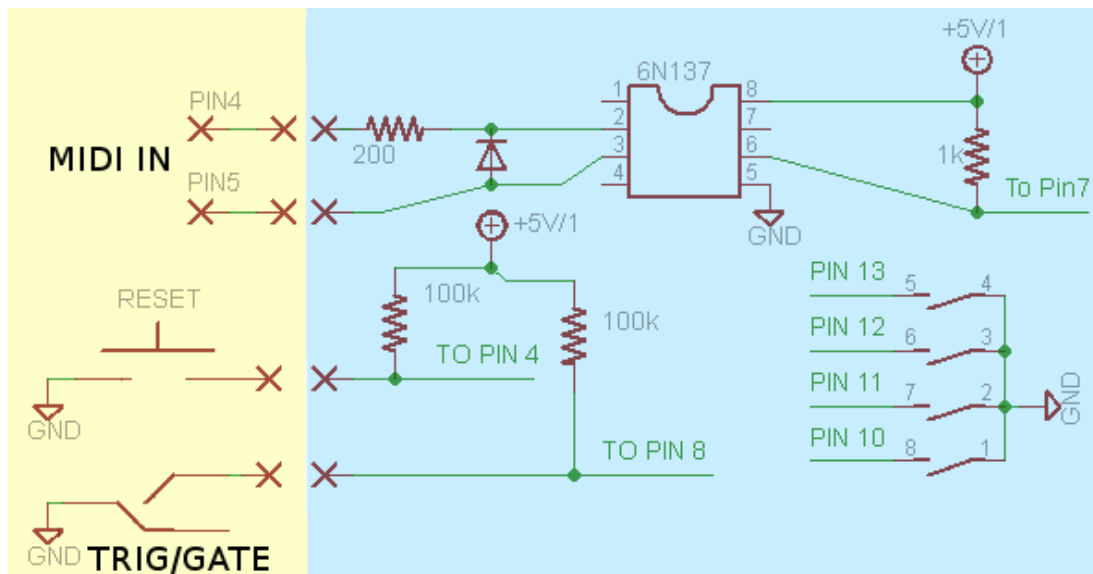 +5V/1
6N137
PIN4
1
8
2
7
200
3
6
1k
MIDI IN
4
5
PIN5
To Pin7
GND
+5V/1
100k
100k
RESET
TO PIN 4
GND
PIN 13
5
4
PIN 12
6
3
PIN 11
7
2
GND
PIN 10
8
1
TO PIN 8
GND
TRIG/GATE